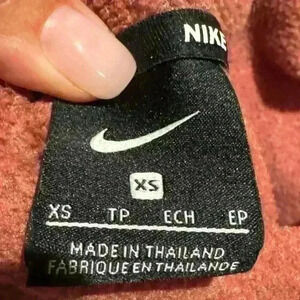 NIKE
XS
XS TP ECH EP
MADE IN THAILAND
FABRIQUE EN THAILANDE